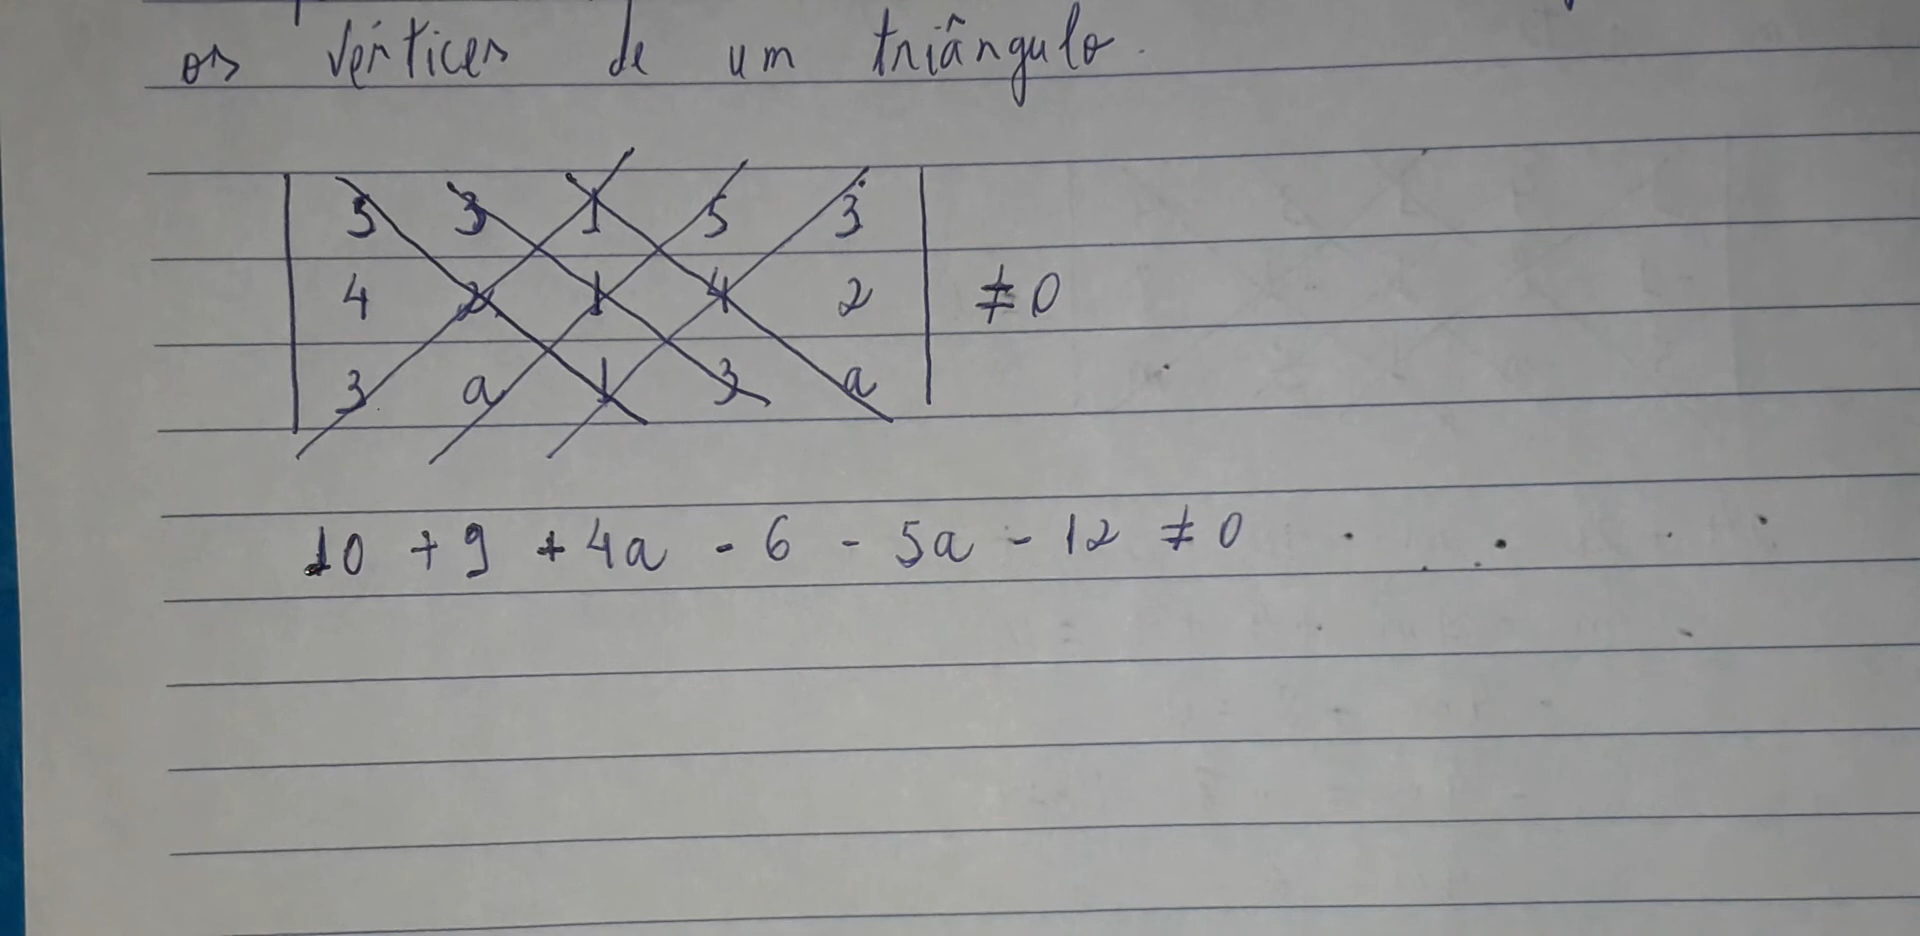 os vértices de um triângulo.
5 3 1 5 3
4 2 1 4 2 ≠ 0
3 a 1 3 a
10 + 9 + 4a - 6 - 5a - 12 ≠ 0